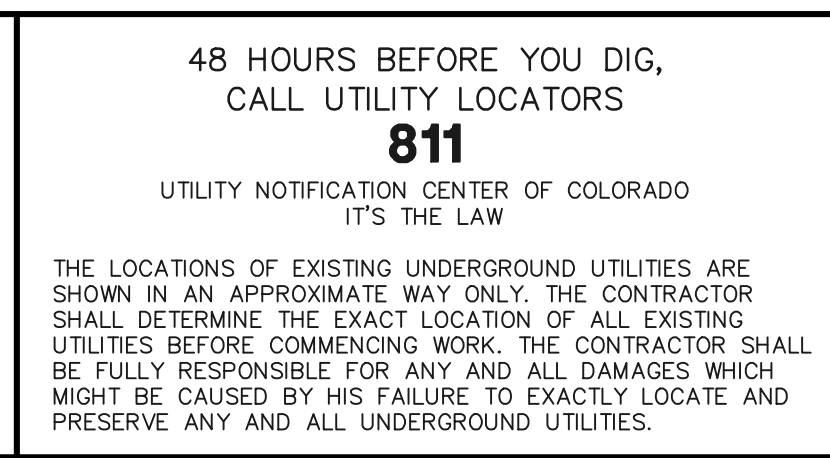 48 HOURS BEFORE YOU DIG,
CALL UTILITY LOCATORS
811
UTILITY NOTIFICATION CENTER OF COLORADO
IT'S THE LAW
THE LOCATIONS OF EXISTING UNDERGROUND UTILITIES ARE
SHOWN IN AN APPROXIMATE WAY ONLY. THE CONTRACTOR
SHALL DETERMINE THE EXACT LOCATION OF ALL EXISTING
UTILITIES BEFORE COMMENCING WORK. THE CONTRACTOR SHALL
BE FULLY RESPONSIBLE FOR ANY AND ALL DAMAGES WHICH
MIGHT BE CAUSED BY HIS FAILURE TO EXACTLY LOCATE AND
PRESERVE ANY AND ALL UNDERGROUND UTILITIES.